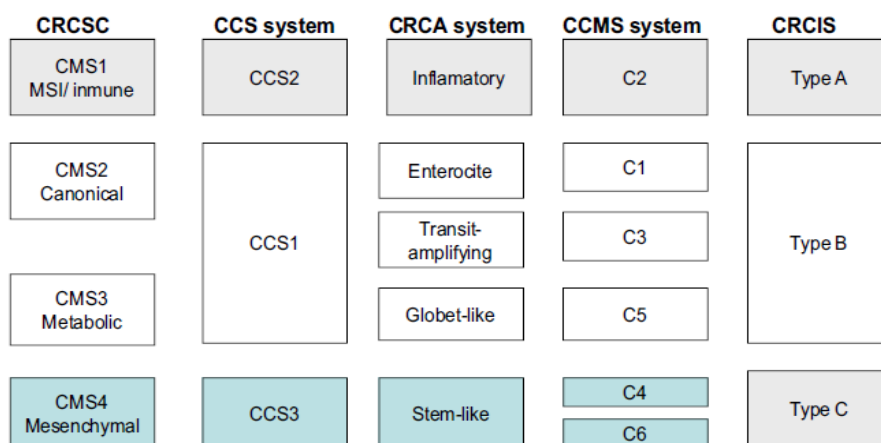 CRCSC CCS system CRCA system CCMS system CRCIS
CMS1
MSI/ inmune
CCS2
Inflamatory
C2
Type A
CMS2
Canonical
CMS3
Metabolic
CCS1
Enterocite
Transit-
amplifying
Globet-like
C1
C3
C5
Type B
CMS4
Mesenchymal
CCS3
Stem-like
C4
C6
Type C